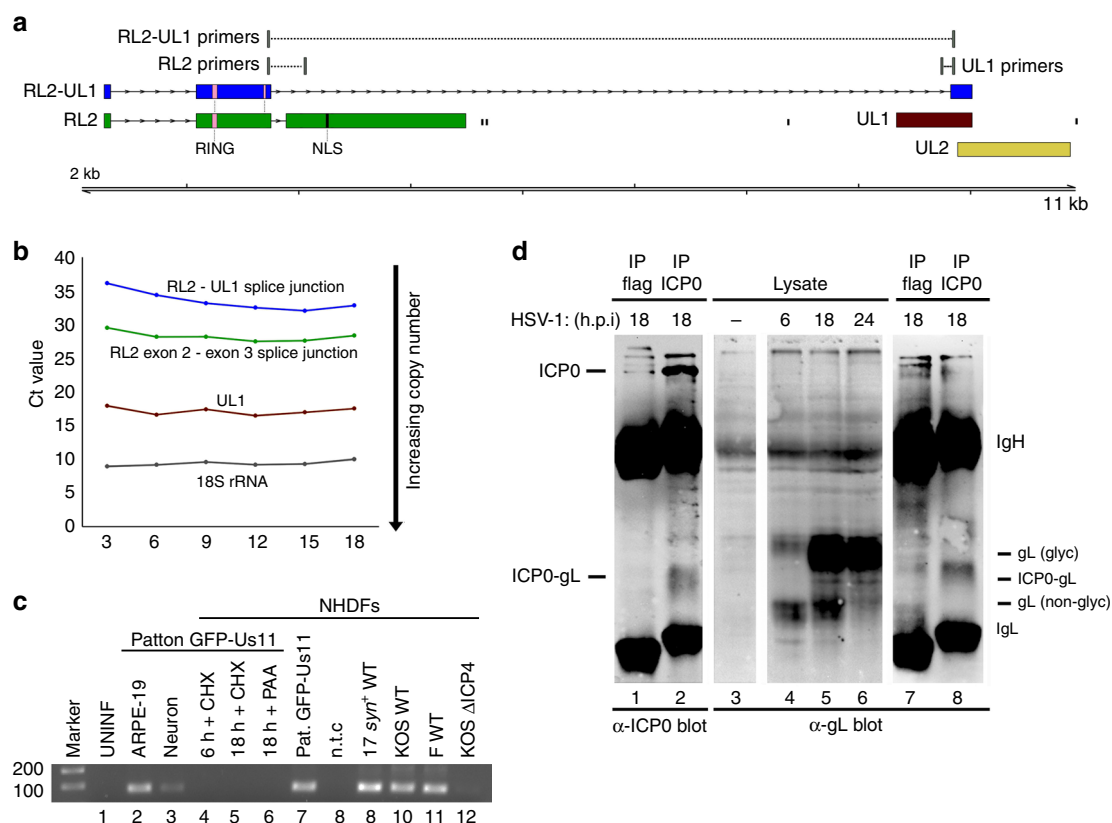 a
RL2-UL1 primers
RL2 primers
UL1 primers
RL2-UL1
RL2
UL1
RING
NLS
UL2
2 kb
11 kb
b
Ct value
40
35
30
25
20
15
10
5
0
RL2 - UL1 splice junction
RL2 exon 2 - exon 3 splice junction
UL1
18S rRNA
3 6 9 12 15 18
Increasing copy number
c
NHDFs
Patton GFP-Us11
Marker
UNINF
ARPE-19
Neuron
6 h + CHX
18 h + CHX
18 h + PAA
Pat. GFP-Us11
n.t.c
17 syn+ WT
KOS WT
F WT
KOS ΔICP4
200
100
1 2 3 4 5 6 7 8 8 10 11 12
d
IP flag
IP ICP0
Lysate
IP flag
IP ICP0
HSV-1: (h.p.i) 18 18 – 6 18 24 18 18
ICP0
ICP0-gL
IgH
gL (glyc)
ICP0-gL
gL (non-glyc)
IgL
1 2 3 4 5 6 7 8
α-ICP0 blot
α-gL blot